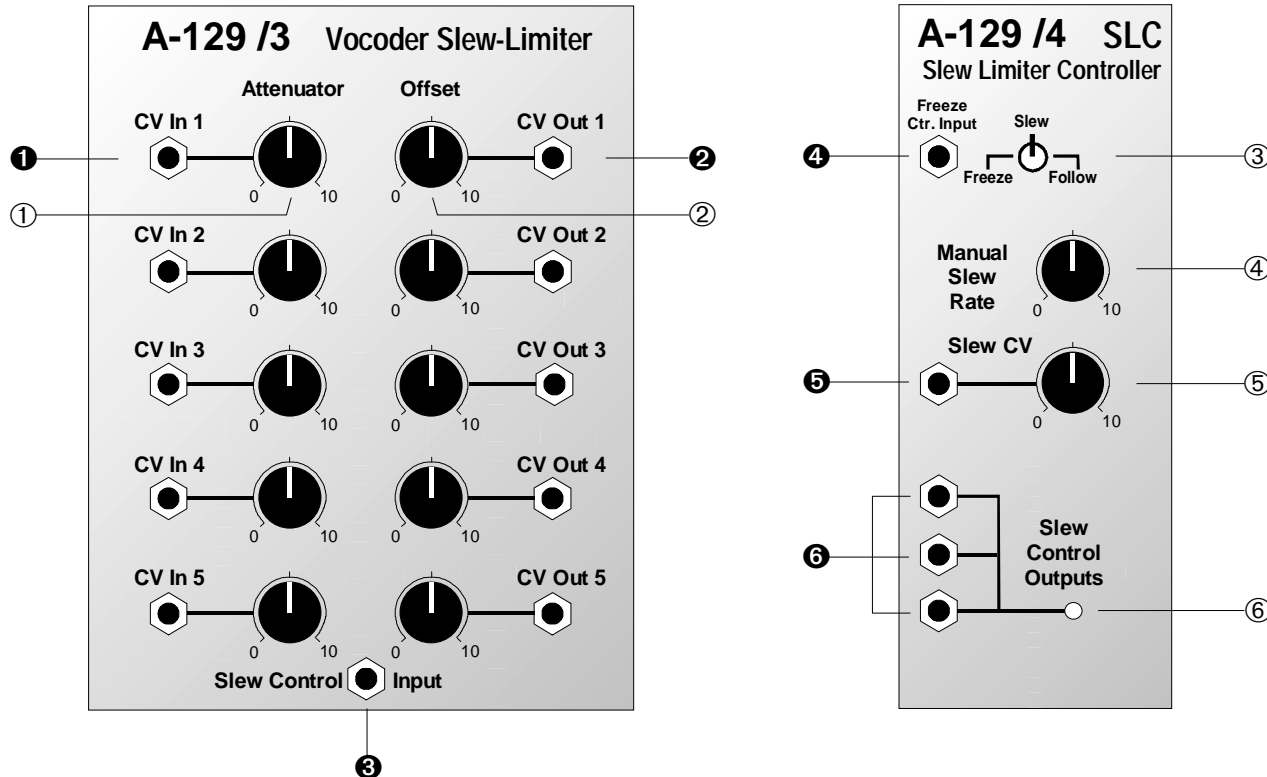 A-129 /3 Vocoder Slew-Limiter
Attenuator Offset
CV In 1 CV Out 1
❶ ❷
0 10 0 10
① ②
CV In 2 CV Out 2
0 10 0 10
CV In 3 CV Out 3
0 10 0 10
CV In 4 CV Out 4
0 10 0 10
CV In 5 CV Out 5
0 10 0 10
Slew Control Input
❸
A-129 /4 SLC
Slew Limiter Controller
Freeze
Ctr. Input
Slew
❹ ③
Freeze Follow
Manual
Slew
Rate
④
0 10
Slew CV
❺ ⑤
0 10
Slew
Control
Outputs
❻ ⑥